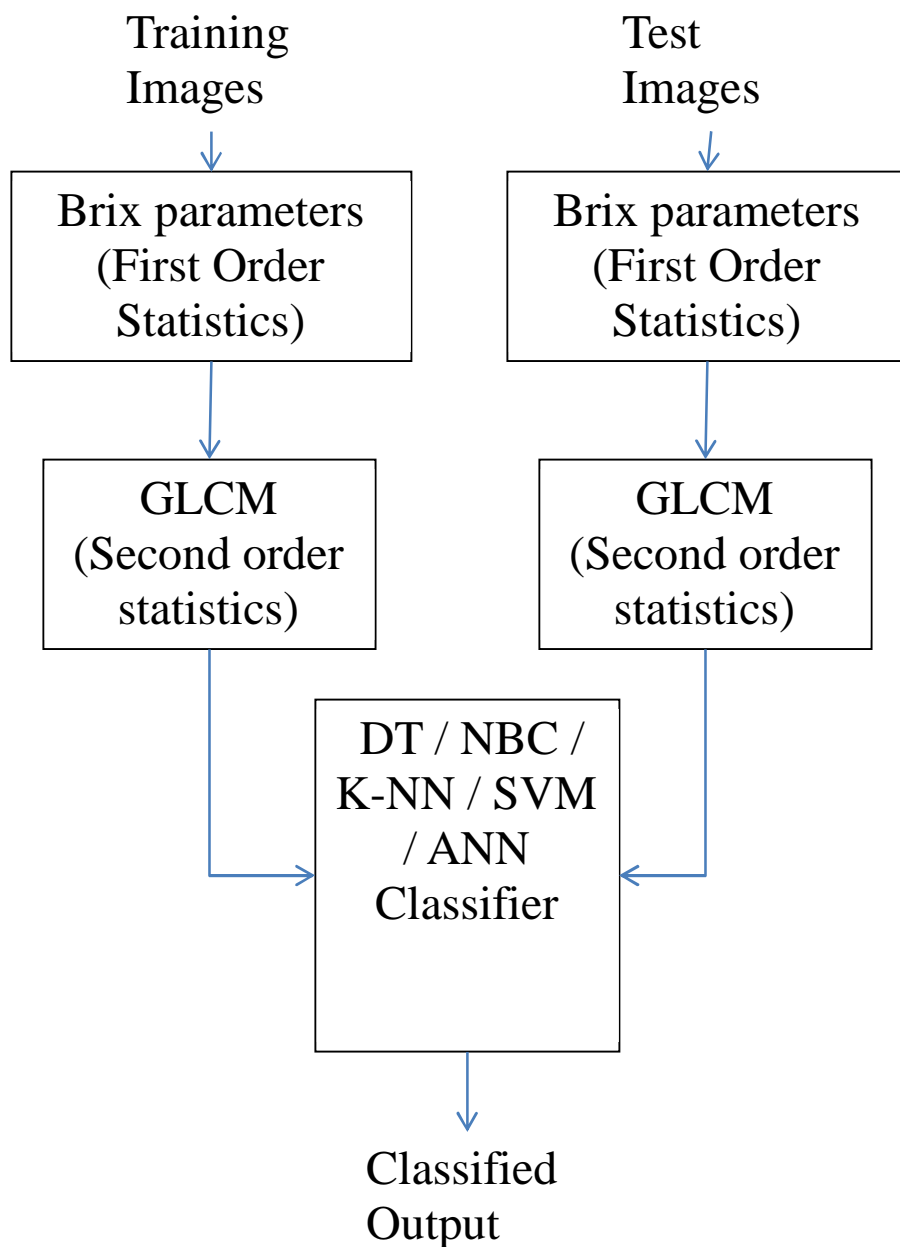 Training
Images
Test
Images
Brix parameters
(First Order
Statistics)
Brix parameters
(First Order
Statistics)
GLCM
(Second order
statistics)
GLCM
(Second order
statistics)
DT / NBC /
K-NN / SVM
/ ANN
Classifier
Classified
Output